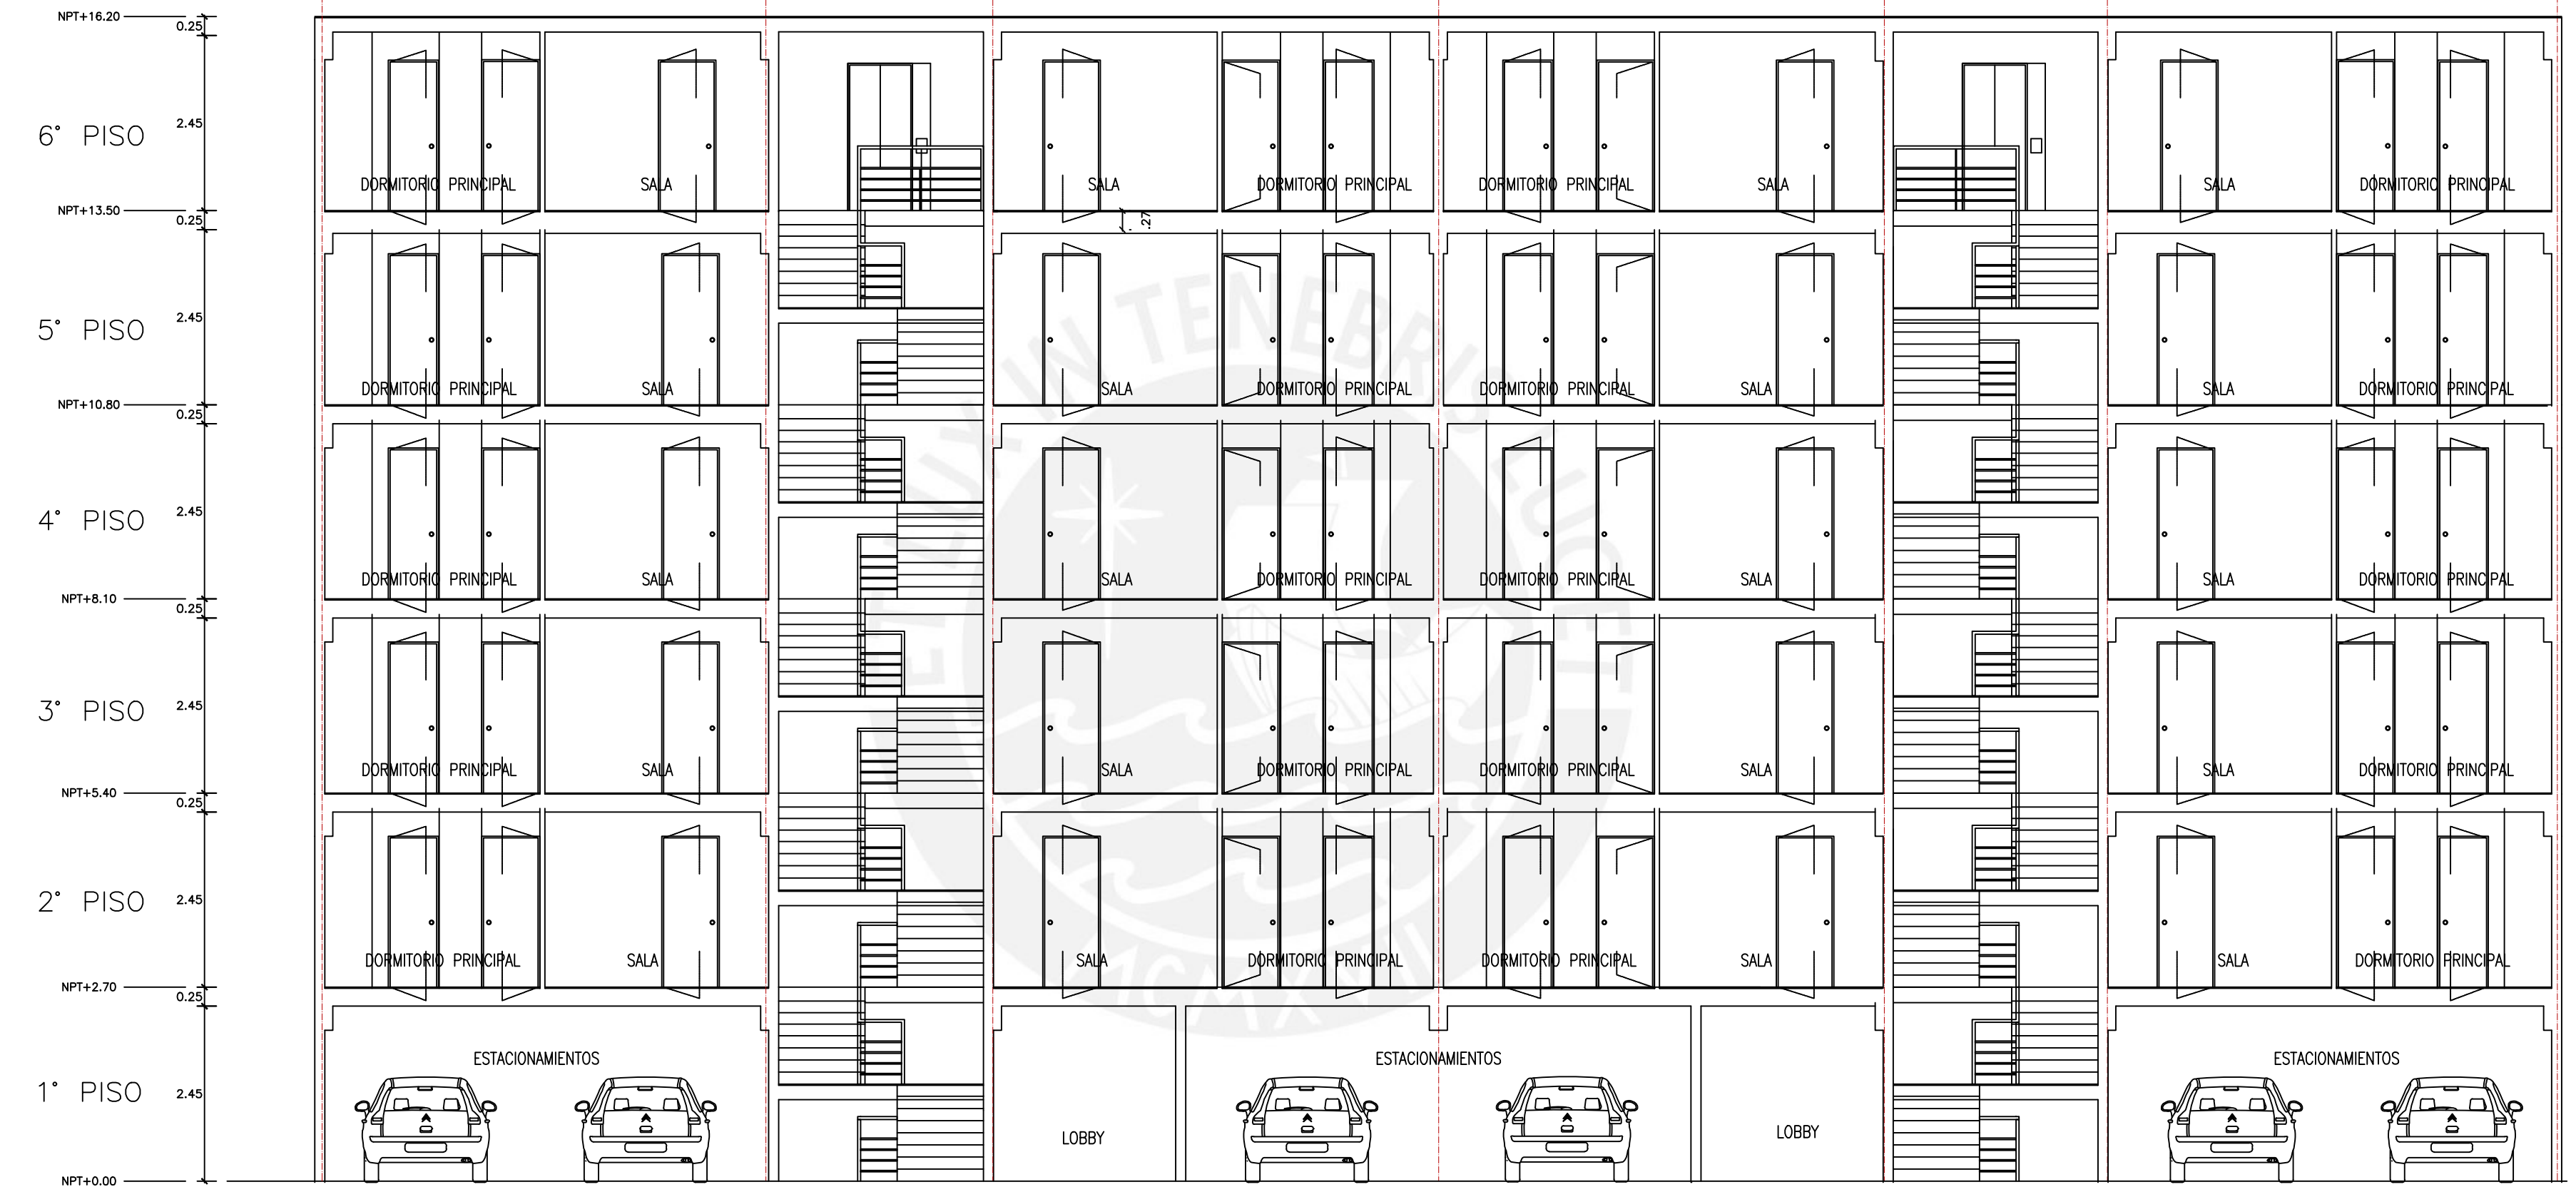 NPT+16.20
0.25
6° PISO
2.45
DORMITORIO PRINCIPAL
SALA
SALA
DORMITORIO PRINCIPAL
DORMITORIO PRINCIPAL
SALA
SALA
DORMITORIO PRINCIPAL
NPT+13.50
0.25
.27
5° PISO
2.45
DORMITORIO PRINCIPAL
SALA
SALA
DORMITORIO PRINCIPAL
DORMITORIO PRINCIPAL
SALA
SALA
DORMITORIO PRINCIPAL
NPT+10.80
0.25
4° PISO
2.45
DORMITORIO PRINCIPAL
SALA
SALA
DORMITORIO PRINCIPAL
DORMITORIO PRINCIPAL
SALA
SALA
DORMITORIO PRINCIPAL
NPT+8.10
0.25
3° PISO
2.45
DORMITORIO PRINCIPAL
SALA
SALA
DORMITORIO PRINCIPAL
DORMITORIO PRINCIPAL
SALA
SALA
DORMITORIO PRINCIPAL
NPT+5.40
0.25
2° PISO
2.45
DORMITORIO PRINCIPAL
SALA
SALA
DORMITORIO PRINCIPAL
DORMITORIO PRINCIPAL
SALA
SALA
DORMITORIO PRINCIPAL
NPT+2.70
0.25
1° PISO
2.45
ESTACIONAMIENTOS
ESTACIONAMIENTOS
ESTACIONAMIENTOS
LOBBY
LOBBY
NPT+0.00
ET LUX IN TENEBRIS LUCET
MCMXVII